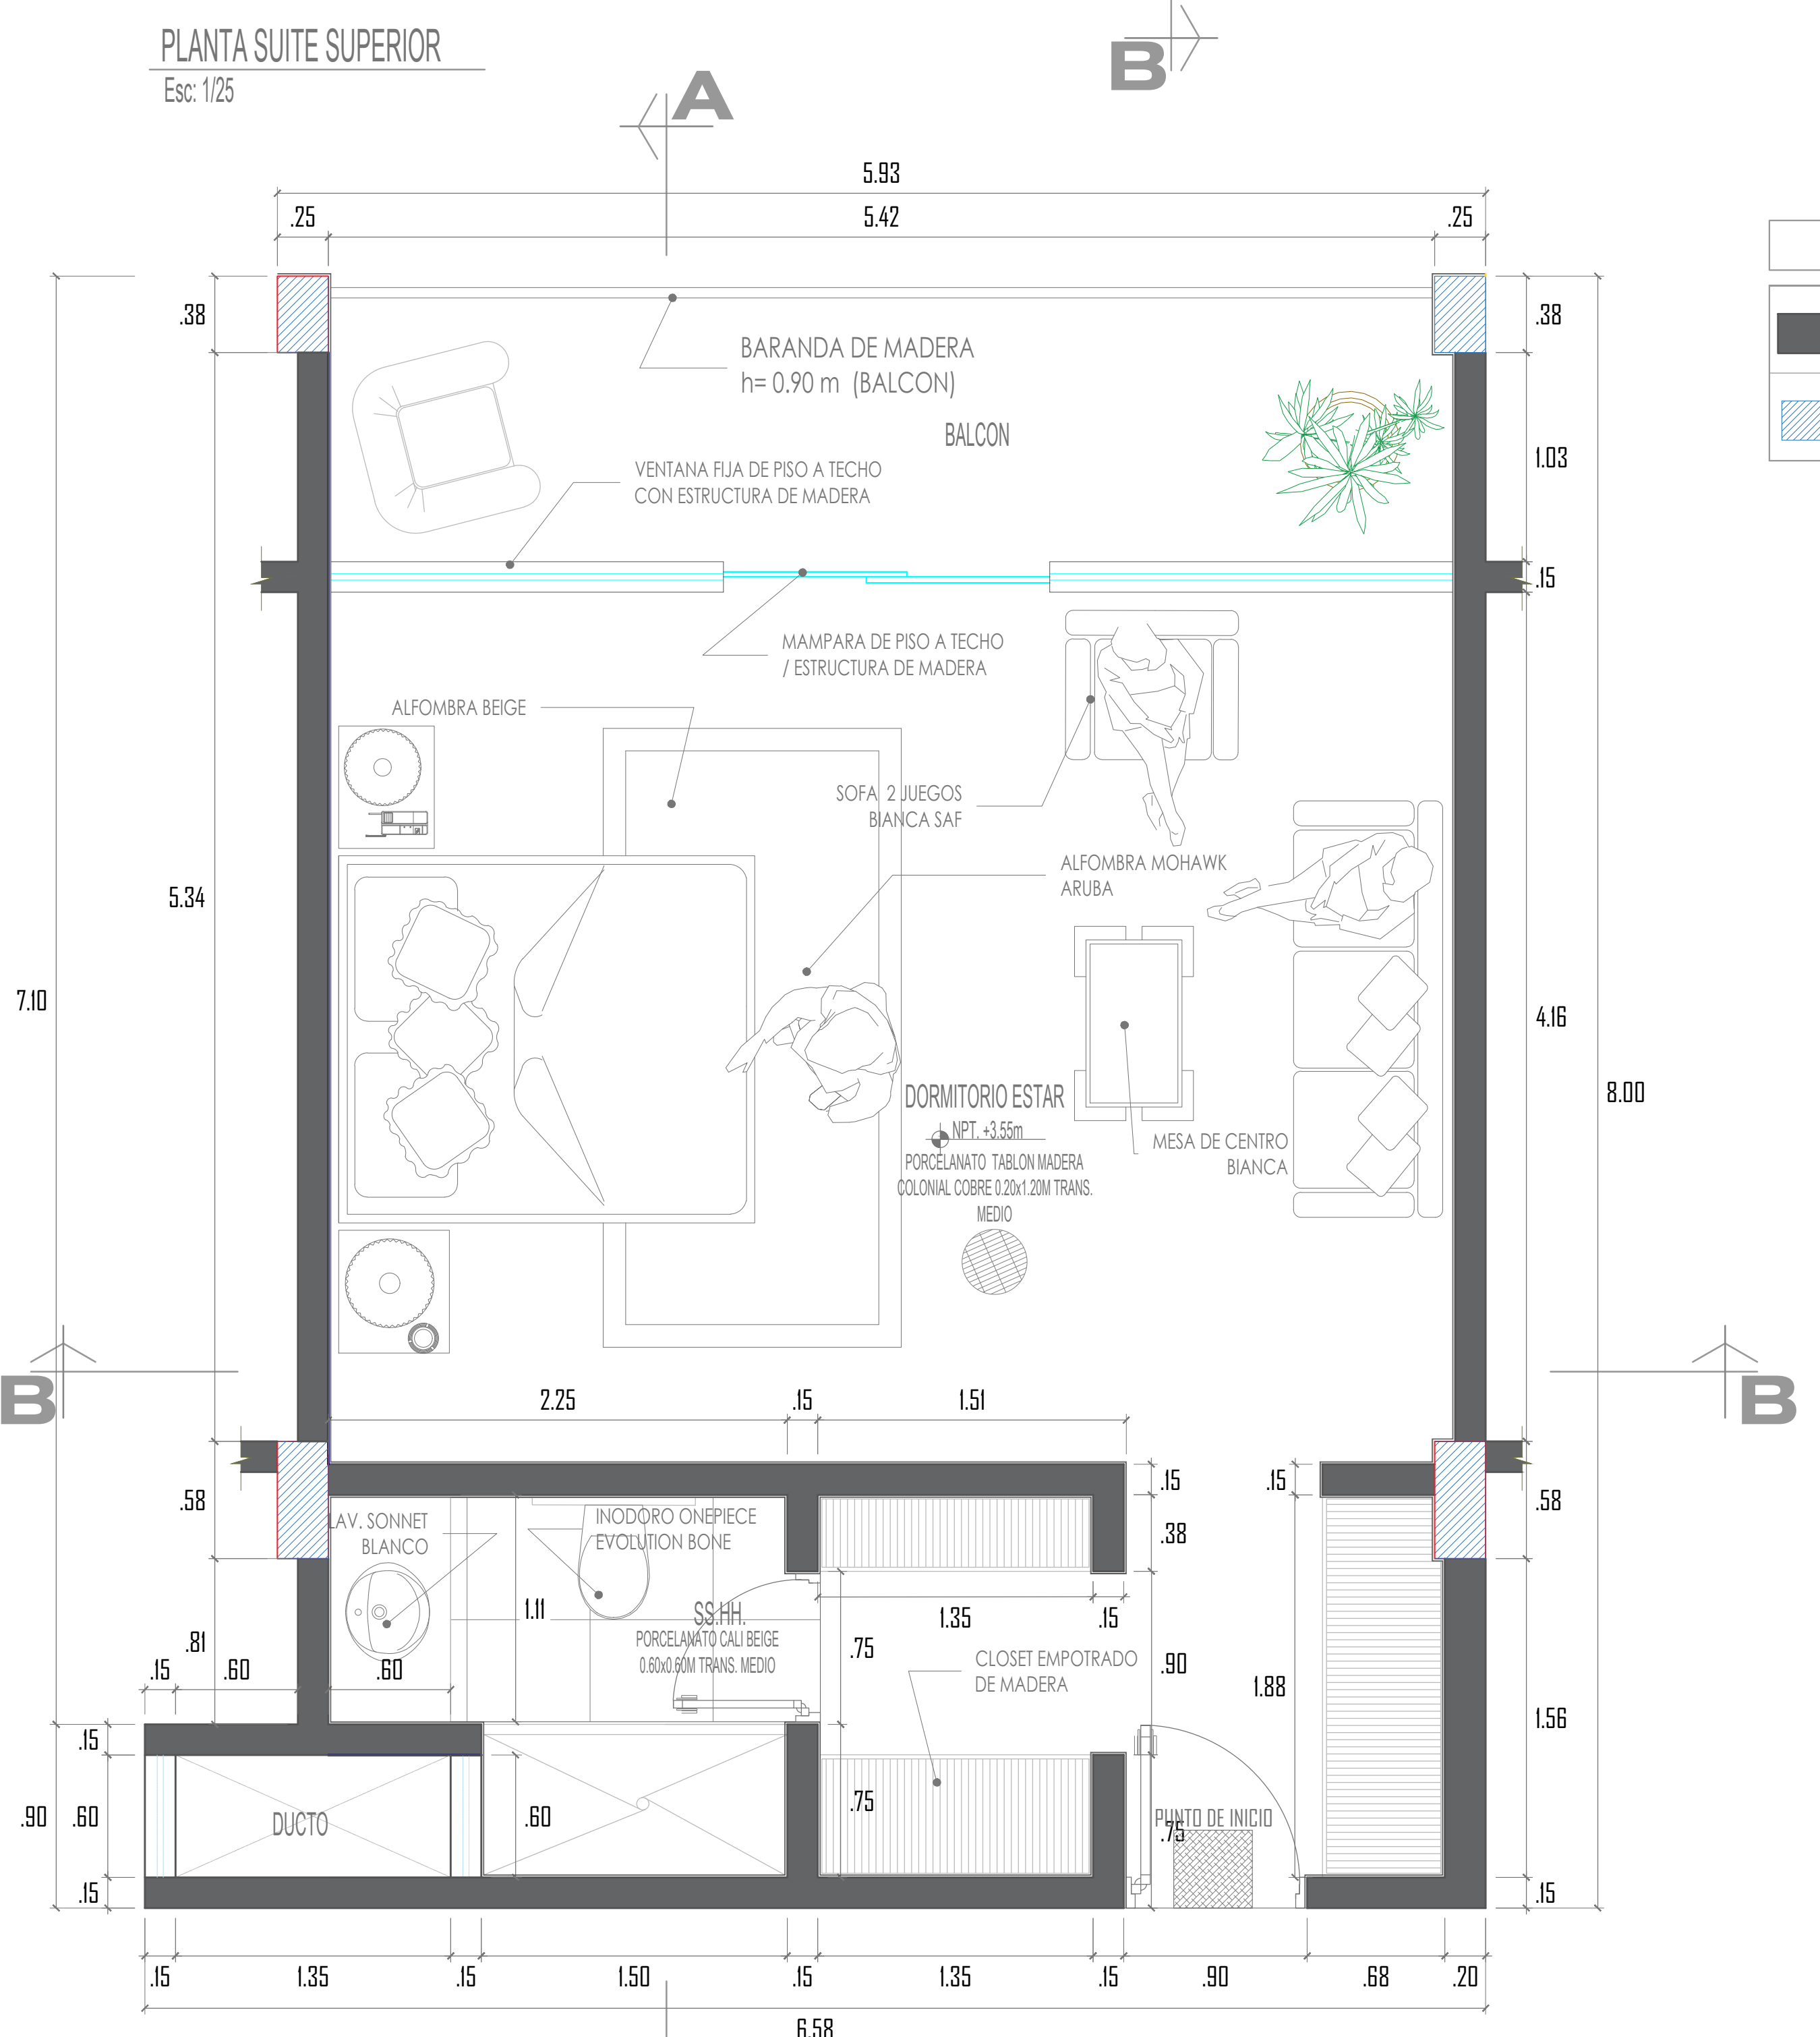 PLANTA SUITE SUPERIOR
Esc: 1/25
A
B
5.93
.25
5.42
.25
.38
.38
BARANDA DE MADERA
h= 0.90 m (BALCON)
BALCON
1.03
VENTANA FIJA DE PISO A TECHO
CON ESTRUCTURA DE MADERA
.15
MAMPARA DE PISO A TECHO
/ ESTRUCTURA DE MADERA
ALFOMBRA BEIGE
SOFA 2 JUEGOS
BIANCA SAF
ALFOMBRA MOHAWK
ARUBA
5.34
7.10
4.16
8.00
DORMITORIO ESTAR
NPT. +3.55m
PORCELANATO TABLON MADERA
COLONIAL COBRE 0.20x1.20M TRANS.
MEDIO
MESA DE CENTRO
BIANCA
B
B
2.25
.15
1.51
.15
.15
.58
.58
LAV. SONNET
BLANCO
INODORO ONEPIECE
EVOLUTION BONE
.38
1.11
SS.HH.
PORCELANATO CALI BEIGE
0.60x0.60M TRANS. MEDIO
1.35
.15
.81
.15
.60
.60
.75
CLOSET EMPOTRADO
DE MADERA
.90
1.88
1.56
.15
.90
.60
DUCTO
.60
.75
PUNTO DE INICIO
.75
.15
.15
.15
1.35
.15
1.50
.15
1.35
.15
.90
.68
.20
6.58